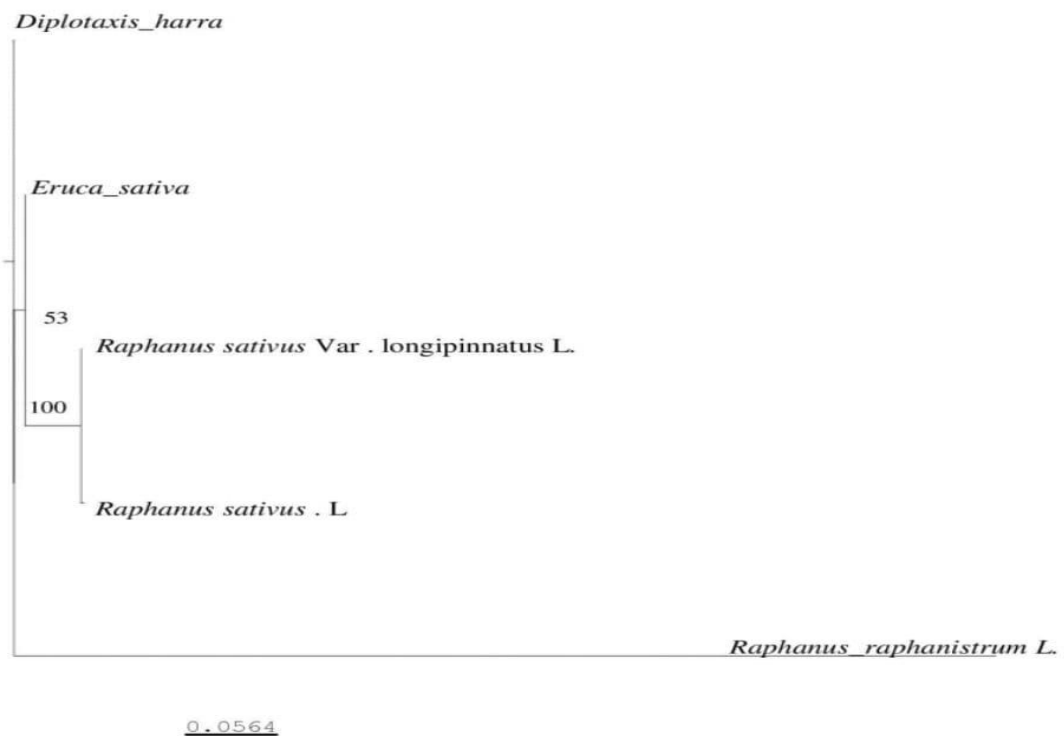 Diplotaxis_harra
Eruca_sativa
53
Raphanus sativus Var . longipinnatus L.
100
Raphanus sativus . L
Raphanus_raphanistrum L.
0.0564